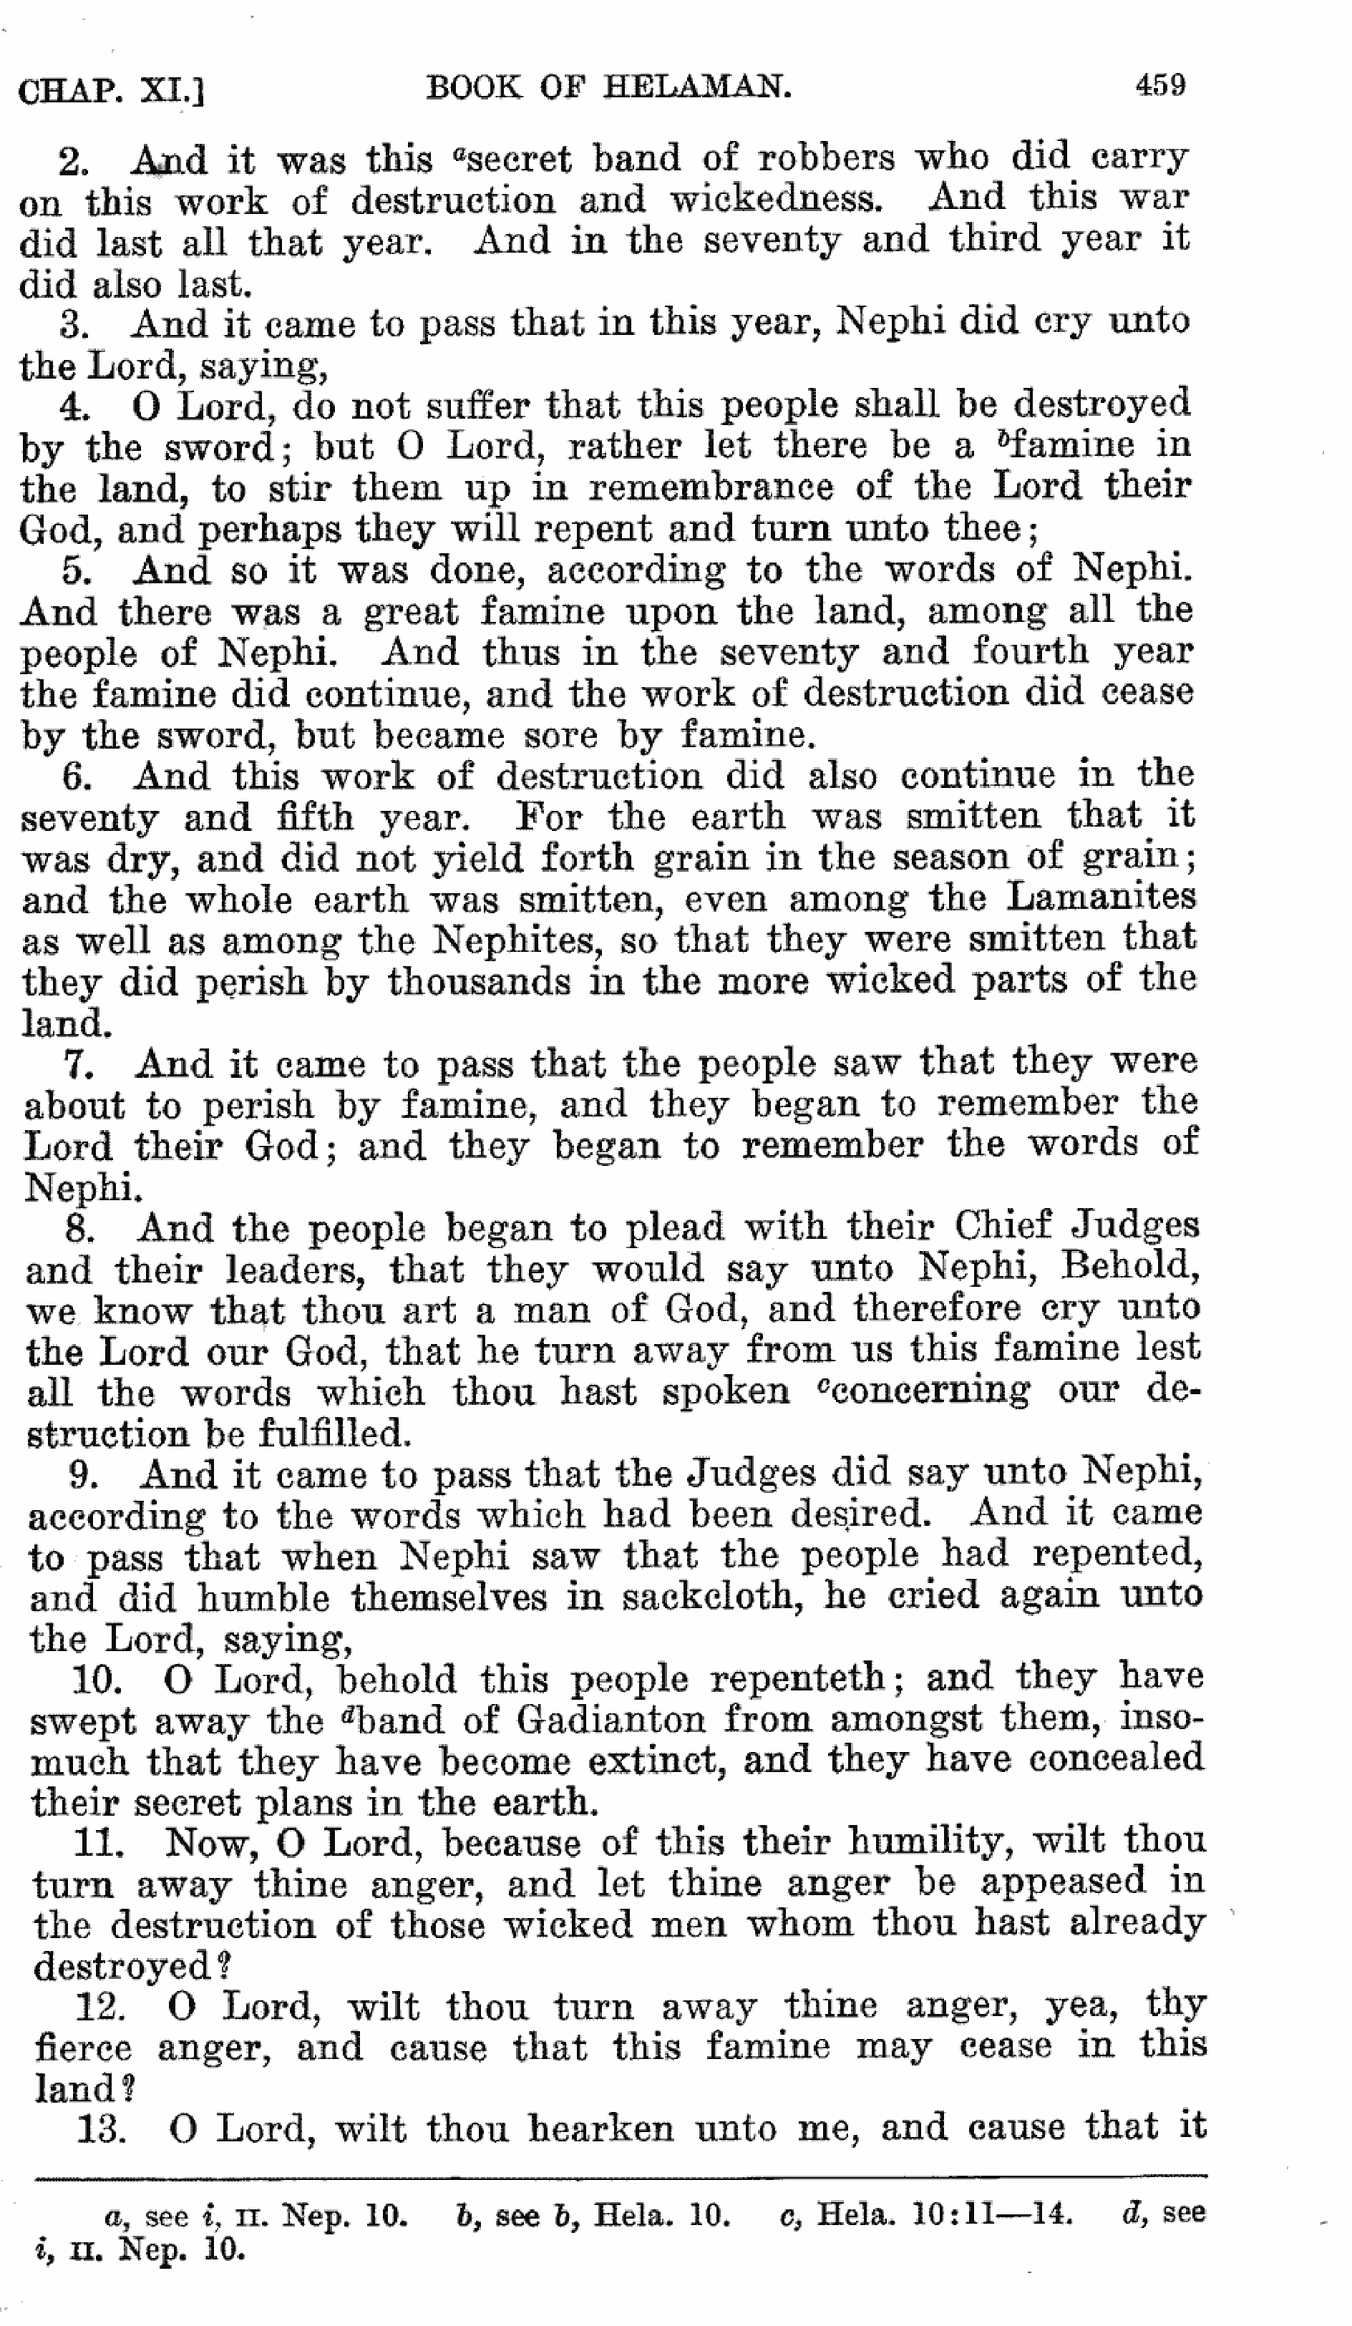 CHAP. XI.] BOOK OF HELAMAN. 459
2. And it was this ᵃsecret band of robbers who did carry
on this work of destruction and wickedness. And this war
did last all that year. And in the seventy and third year it
did also last.
3. And it came to pass that in this year, Nephi did cry unto
the Lord, saying,
4. O Lord, do not suffer that this people shall be destroyed
by the sword; but O Lord, rather let there be a ᵇfamine in
the land, to stir them up in remembrance of the Lord their
God, and perhaps they will repent and turn unto thee;
5. And so it was done, according to the words of Nephi.
And there was a great famine upon the land, among all the
people of Nephi. And thus in the seventy and fourth year
the famine did continue, and the work of destruction did cease
by the sword, but became sore by famine.
6. And this work of destruction did also continue in the
seventy and fifth year. For the earth was smitten that it
was dry, and did not yield forth grain in the season of grain;
and the whole earth was smitten, even among the Lamanites
as well as among the Nephites, so that they were smitten that
they did perish by thousands in the more wicked parts of the
land.
7. And it came to pass that the people saw that they were
about to perish by famine, and they began to remember the
Lord their God; and they began to remember the words of
Nephi.
8. And the people began to plead with their Chief Judges
and their leaders, that they would say unto Nephi, Behold,
we know that thou art a man of God, and therefore cry unto
the Lord our God, that he turn away from us this famine lest
all the words which thou hast spoken ᶜconcerning our de-
struction be fulfilled.
9. And it came to pass that the Judges did say unto Nephi,
according to the words which had been desired. And it came
to pass that when Nephi saw that the people had repented,
and did humble themselves in sackcloth, he cried again unto
the Lord, saying,
10. O Lord, behold this people repenteth; and they have
swept away the ᵈband of Gadianton from amongst them, inso-
much that they have become extinct, and they have concealed
their secret plans in the earth.
11. Now, O Lord, because of this their humility, wilt thou
turn away thine anger, and let thine anger be appeased in
the destruction of those wicked men whom thou hast already
destroyed?
12. O Lord, wilt thou turn away thine anger, yea, thy
fierce anger, and cause that this famine may cease in this
land?
13. O Lord, wilt thou hearken unto me, and cause that it
a, see i, II. Nep. 10. b, see b, Hela. 10. c, Hela. 10:11—14. d, see
i, II. Nep. 10.